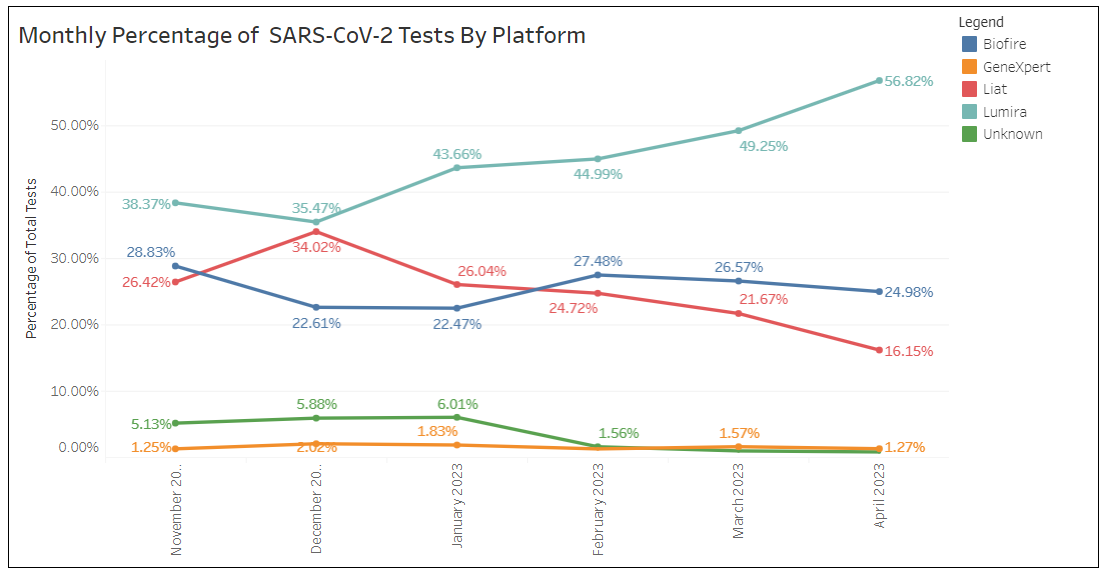 Monthly Percentage of  SARS-CoV-2 Tests By Platform
Legend
Biofire
GeneXpert
Liat
Lumira
Unknown
Percentage of Total Tests
50.00%
40.00%
30.00%
20.00%
10.00%
0.00%
38.37%
35.47%
43.66%
44.99%
49.25%
56.82%
28.83%
22.61%
22.47%
27.48%
26.57%
24.98%
26.42%
34.02%
26.04%
24.72%
21.67%
16.15%
5.13%
5.88%
6.01%
1.56%
1.25%
2.02%
1.83%
1.57%
1.27%
November 20..
December 20..
January 2023
February 2023
March 2023
April 2023